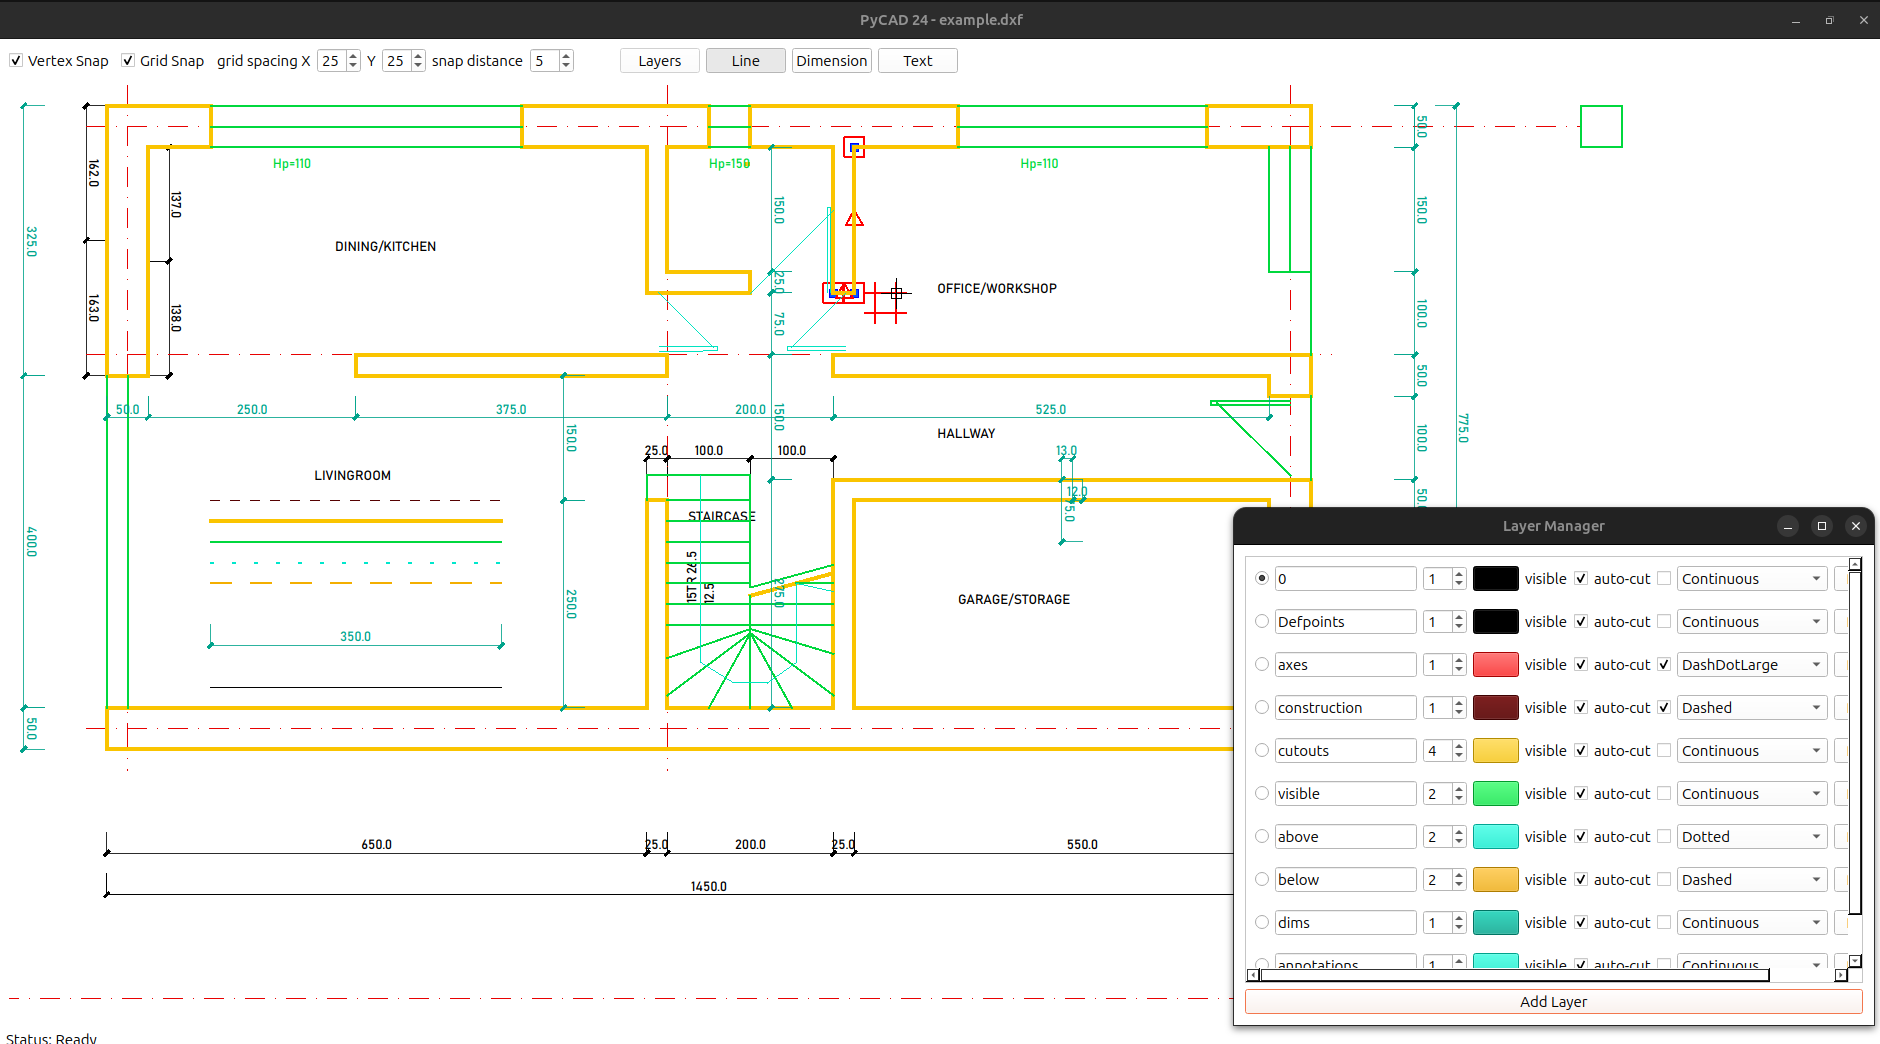 PyCAD 24 - example.dxf
Vertex Snap Grid Snap grid spacing X 25 Y 25 snap distance 5 Layers Line Dimension Text
Hp=110 Hp=150 Hp=110
50.0
162.0
137.0
150.0
150.0
325.0
DINING/KITCHEN
25.0
OFFICE/WORKSHOP
163.0
138.0
75.0
100.0
50.0
50.0 250.0 375.0 200.0 525.0
150.0
150.0
100.0
775.0
HALLWAY
25.0 100.0 100.0
13.0
LIVINGROOM
12.0
50.0
STAIRCASE
400.0
15TR 26.5
12.5
275.0
250.0
GARAGE/STORAGE
350.0
50.0
650.0 25.0 200.0 25.0 550.0
1450.0
Status: Ready
Layer Manager
0 1 visible auto-cut Continuous
Defpoints 1 visible auto-cut Continuous
axes 1 visible auto-cut DashDotLarge
construction 1 visible auto-cut Dashed
cutouts 4 visible auto-cut Continuous
visible 2 visible auto-cut Continuous
above 2 visible auto-cut Dotted
below 2 visible auto-cut Dashed
dims 1 visible auto-cut Continuous
annotations 1 visible auto-cut Continuous
Add Layer